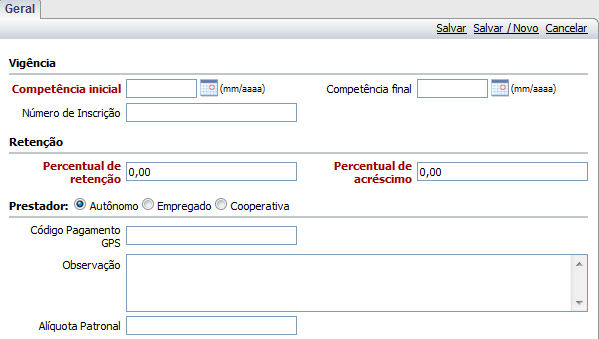 Geral
Salvar Salvar / Novo Cancelar
Vigência
Competência inicial (mm/aaaa) Competência final (mm/aaaa)
Número de Inscrição
Retenção
Percentual de retenção 0,00 Percentual de acréscimo 0,00
Prestador: Autônomo Empregado Cooperativa
Código Pagamento
GPS
Observação
Alíquota Patronal